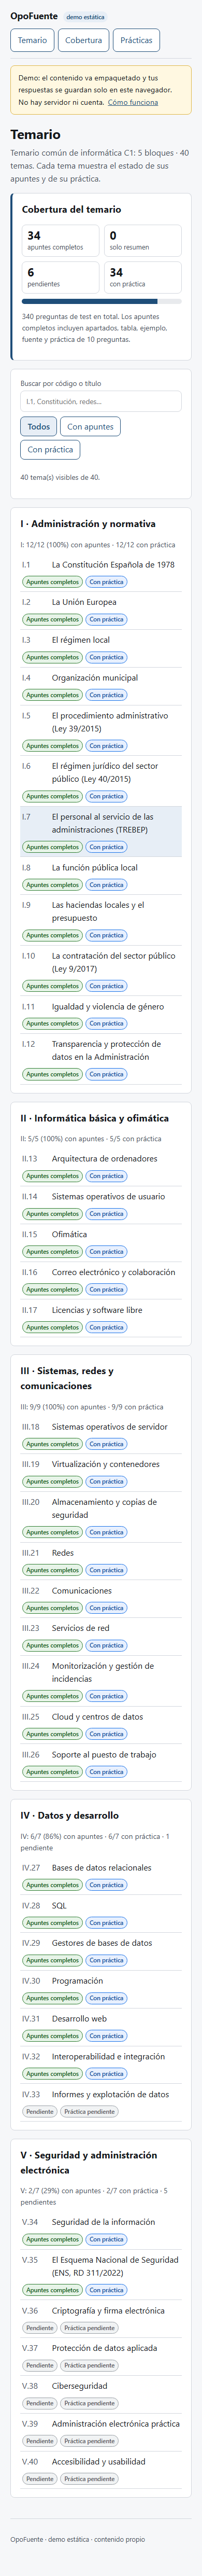 OpoFuente demo estática
Temario Cobertura Prácticas
Demo: el contenido va empaquetado y tus
respuestas se guardan solo en este navegador.
No hay servidor ni cuenta. Cómo funciona
Temario
Temario común de informática C1: 5 bloques · 40
temas. Cada tema muestra el estado de sus
apuntes y de su práctica.
Cobertura del temario
34
apuntes completos
0
solo resumen
6
pendientes
34
con práctica
340 preguntas de test en total. Los apuntes
completos incluyen apartados, tabla, ejemplo,
fuente y práctica de 10 preguntas.
Buscar por código o título
I.1, Constitución, redes...
Todos Con apuntes
Con práctica
40 tema(s) visibles de 40.
I · Administración y normativa
I: 12/12 (100%) con apuntes · 12/12 con práctica
I.1 La Constitución Española de 1978
Apuntes completos Con práctica
I.2 La Unión Europea
Apuntes completos Con práctica
I.3 El régimen local
Apuntes completos Con práctica
I.4 Organización municipal
Apuntes completos Con práctica
I.5 El procedimiento administrativo
(Ley 39/2015)
Apuntes completos Con práctica
I.6 El régimen jurídico del sector
público (Ley 40/2015)
Apuntes completos Con práctica
I.7 El personal al servicio de las
administraciones (TREBEP)
Apuntes completos Con práctica
I.8 La función pública local
Apuntes completos Con práctica
I.9 Las haciendas locales y el
presupuesto
Apuntes completos Con práctica
I.10 La contratación del sector público
(Ley 9/2017)
Apuntes completos Con práctica
I.11 Igualdad y violencia de género
Apuntes completos Con práctica
I.12 Transparencia y protección de
datos en la Administración
Apuntes completos Con práctica
II · Informática básica y ofimática
II: 5/5 (100%) con apuntes · 5/5 con práctica
II.13 Arquitectura de ordenadores
Apuntes completos Con práctica
II.14 Sistemas operativos de usuario
Apuntes completos Con práctica
II.15 Ofimática
Apuntes completos Con práctica
II.16 Correo electrónico y colaboración
Apuntes completos Con práctica
II.17 Licencias y software libre
Apuntes completos Con práctica
III · Sistemas, redes y
comunicaciones
III: 9/9 (100%) con apuntes · 9/9 con práctica
III.18 Sistemas operativos de servidor
Apuntes completos Con práctica
III.19 Virtualización y contenedores
Apuntes completos Con práctica
III.20 Almacenamiento y copias de
seguridad
Apuntes completos Con práctica
III.21 Redes
Apuntes completos Con práctica
III.22 Comunicaciones
Apuntes completos Con práctica
III.23 Servicios de red
Apuntes completos Con práctica
III.24 Monitorización y gestión de
incidencias
Apuntes completos Con práctica
III.25 Cloud y centros de datos
Apuntes completos Con práctica
III.26 Soporte al puesto de trabajo
Apuntes completos Con práctica
IV · Datos y desarrollo
IV: 6/7 (86%) con apuntes · 6/7 con práctica · 1
pendiente
IV.27 Bases de datos relacionales
Apuntes completos Con práctica
IV.28 SQL
Apuntes completos Con práctica
IV.29 Gestores de bases de datos
Apuntes completos Con práctica
IV.30 Programación
Apuntes completos Con práctica
IV.31 Desarrollo web
Apuntes completos Con práctica
IV.32 Interoperabilidad e integración
Apuntes completos Con práctica
IV.33 Informes y explotación de datos
Pendiente Práctica pendiente
V · Seguridad y administración
electrónica
V: 2/7 (29%) con apuntes · 2/7 con práctica · 5
pendientes
V.34 Seguridad de la información
Apuntes completos Con práctica
V.35 El Esquema Nacional de Seguridad
(ENS, RD 311/2022)
Apuntes completos Con práctica
V.36 Criptografía y firma electrónica
Pendiente Práctica pendiente
V.37 Protección de datos aplicada
Pendiente Práctica pendiente
V.38 Ciberseguridad
Pendiente Práctica pendiente
V.39 Administración electrónica práctica
Pendiente Práctica pendiente
V.40 Accesibilidad y usabilidad
Pendiente Práctica pendiente
OpoFuente · demo estática · contenido propio